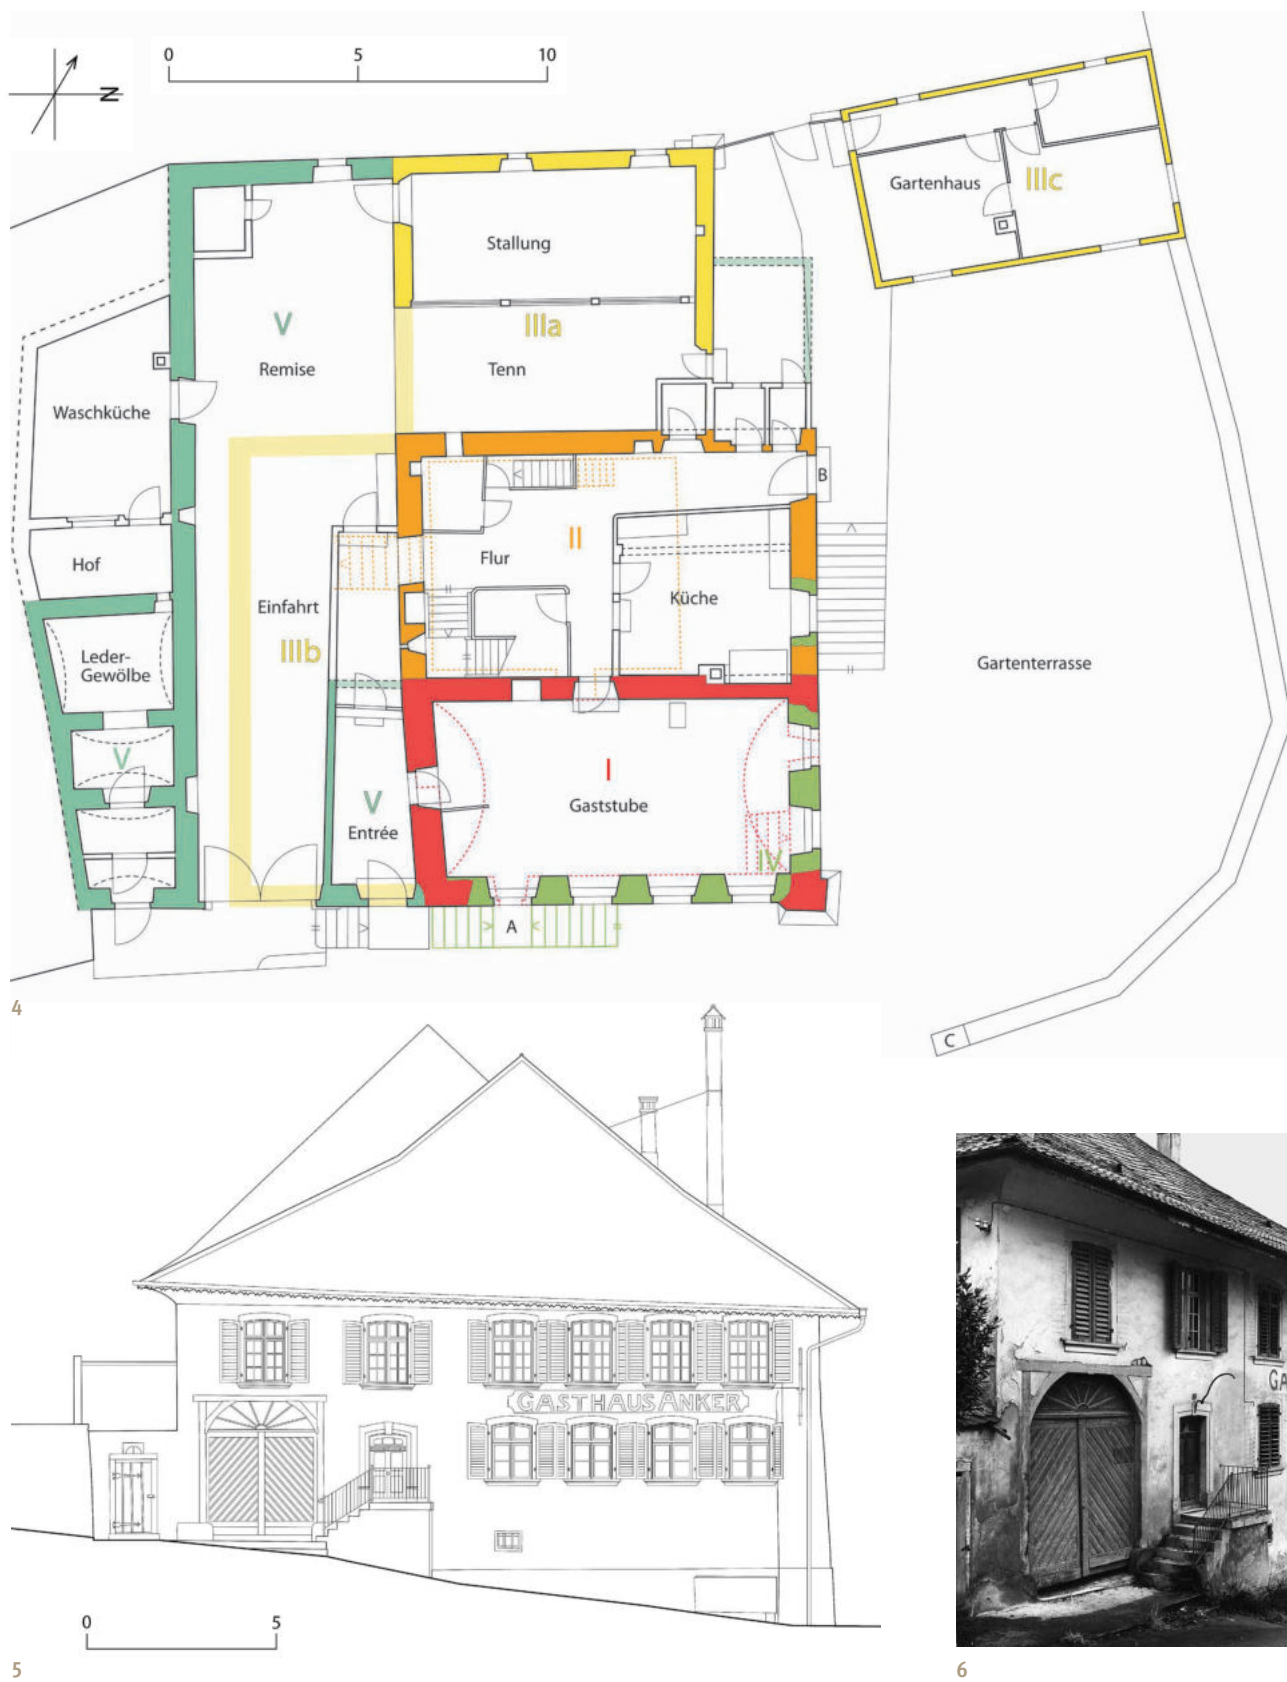 0 5 10
N
Stallung
Gartenhaus
IIIc
V
IIIa
Remise
Tenn
Waschküche
B
II
Flur
Hof
Küche
Einfahrt
Leder-
Gewölbe
IIIb
Gartenterrasse
V
I
V
Gaststube
Entrée
IV
A
4
C
GASTHAUS ANKER
GA
0 5
5
6